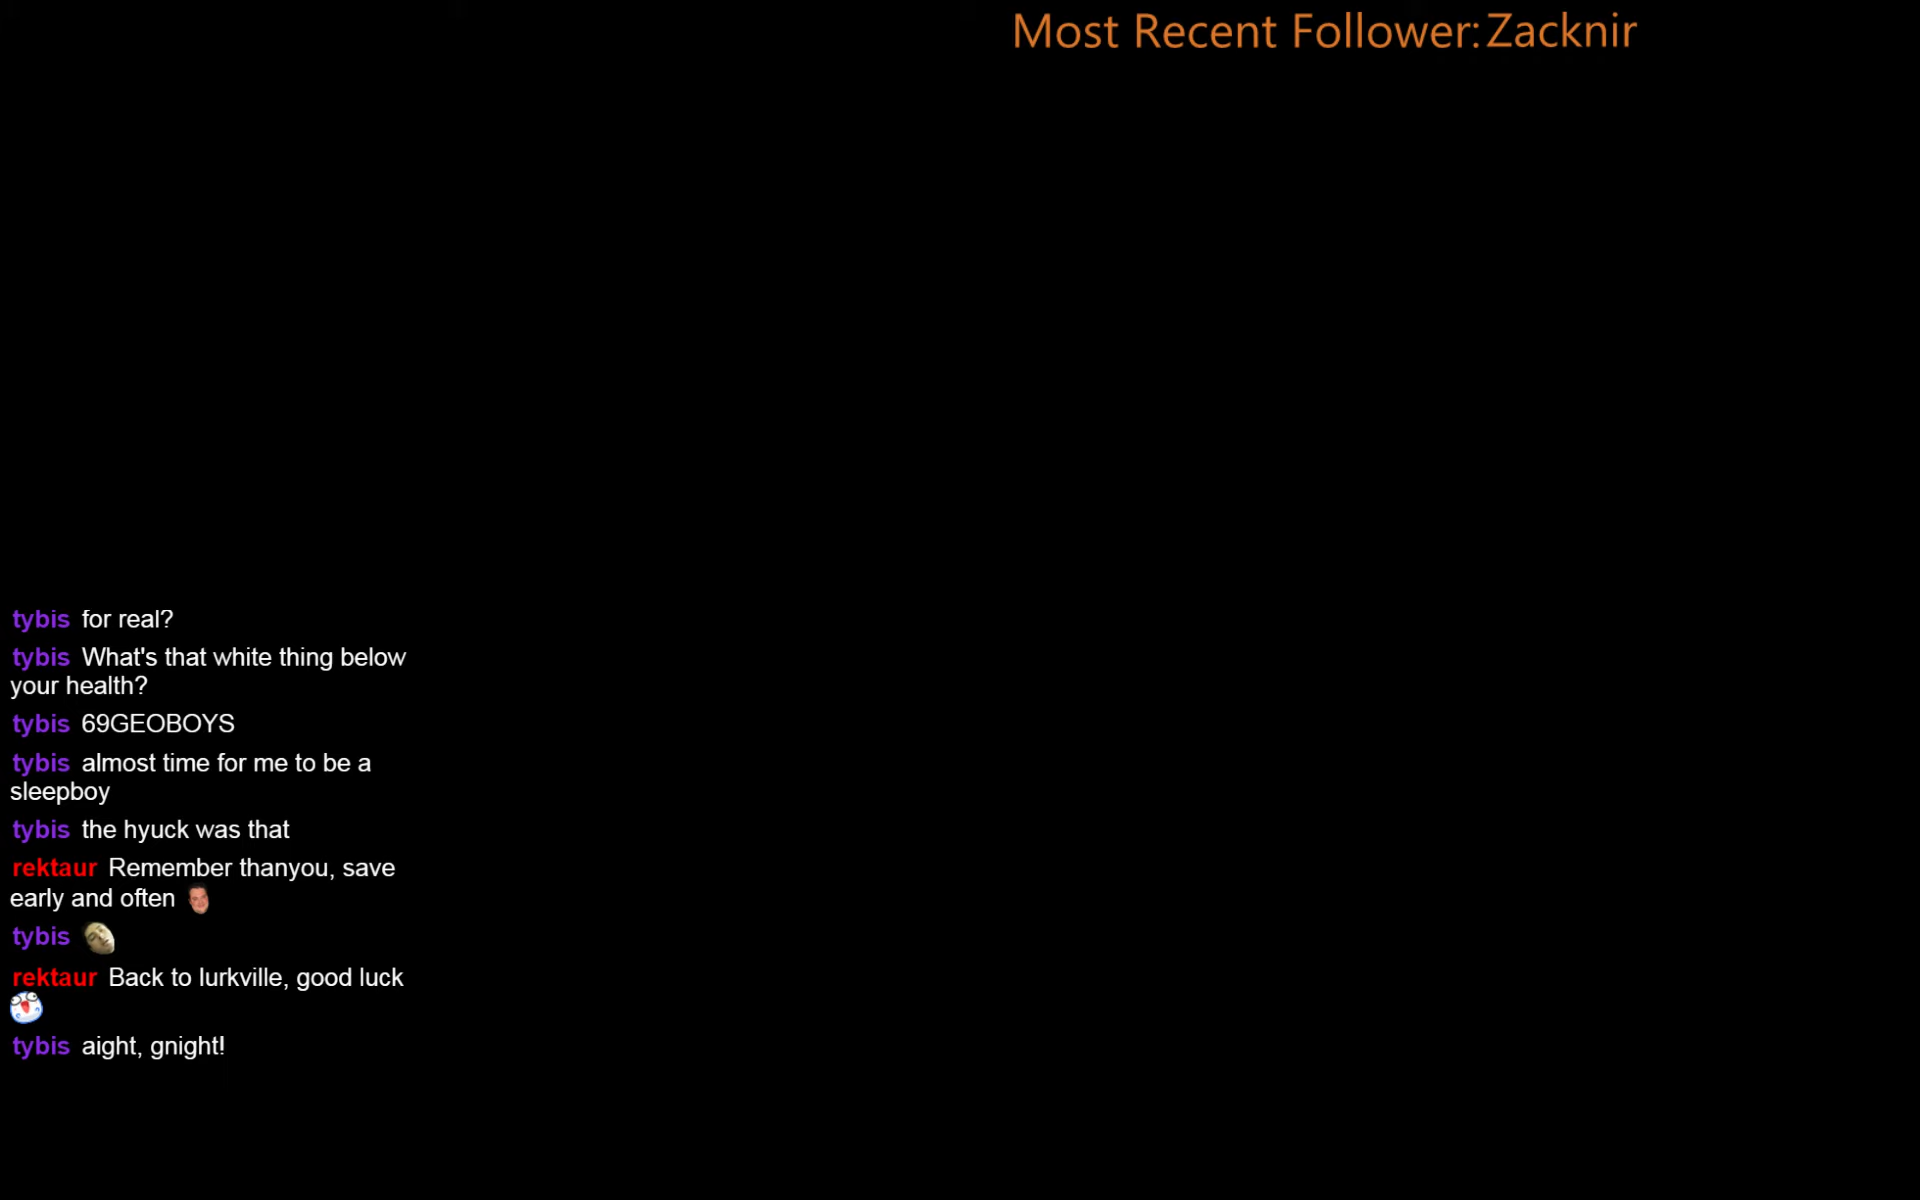 Most Recent Follower: Zacknir
tybis for real?
tybis What's that white thing below
your health?
tybis 69GEOBOYS
tybis almost time for me to be a
sleepboy
tybis the hyuck was that
rektaur Remember thanyou, save
early and often
tybis
rektaur Back to lurkville, good luck
tybis aight, gnight!